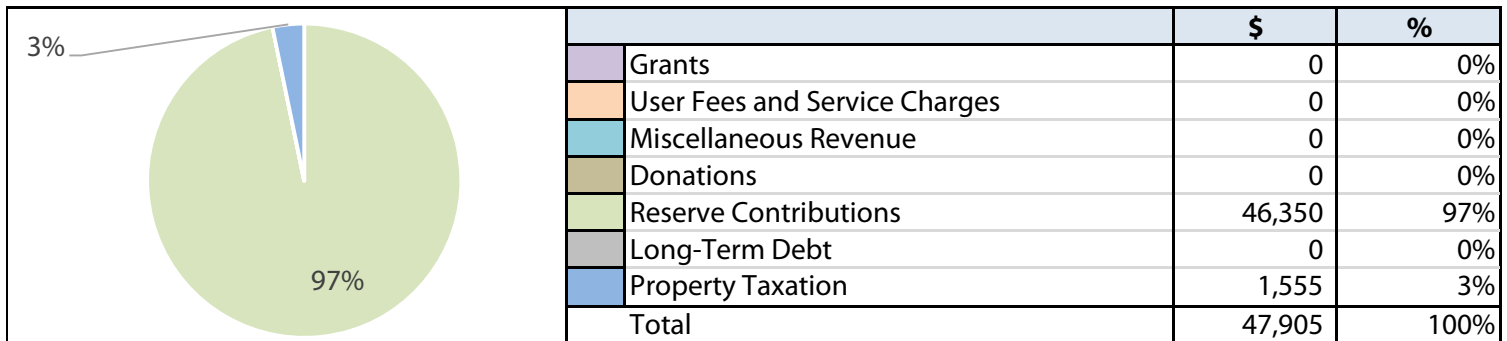 3%
97%
$ %
Grants 0 0%
User Fees and Service Charges 0 0%
Miscellaneous Revenue 0 0%
Donations 0 0%
Reserve Contributions 46,350 97%
Long-Term Debt 0 0%
Property Taxation 1,555 3%
Total 47,905 100%